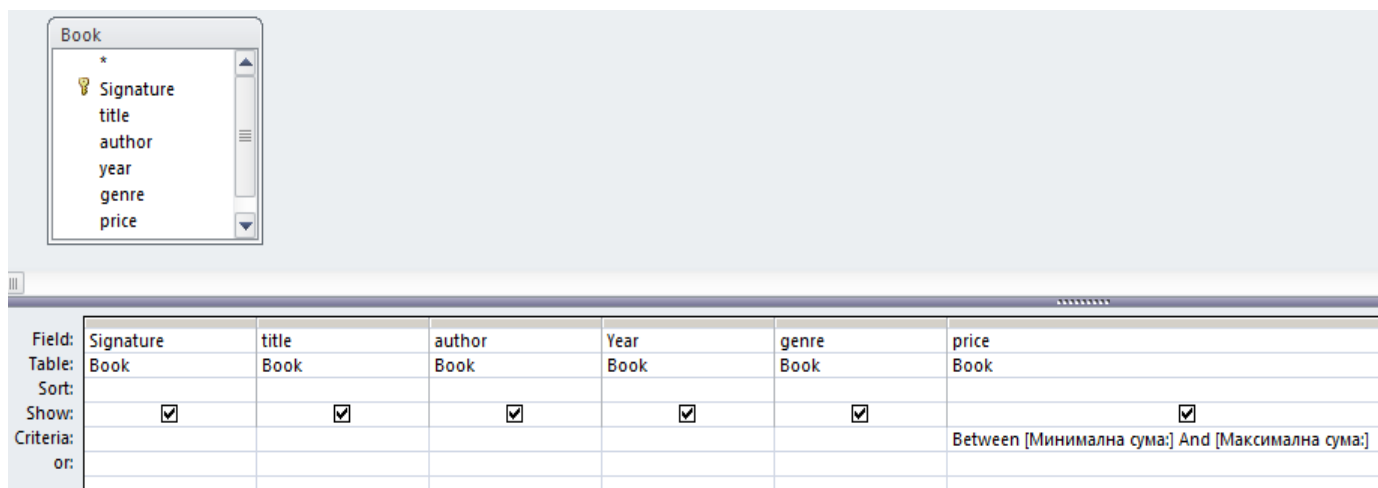 Book
*
Signature
title
author
year
genre
price
Field: Signature title author Year genre price
Table: Book Book Book Book Book Book
Sort:
Show:
Criteria: Between [Минимална сума:] And [Максимална сума:]
or: